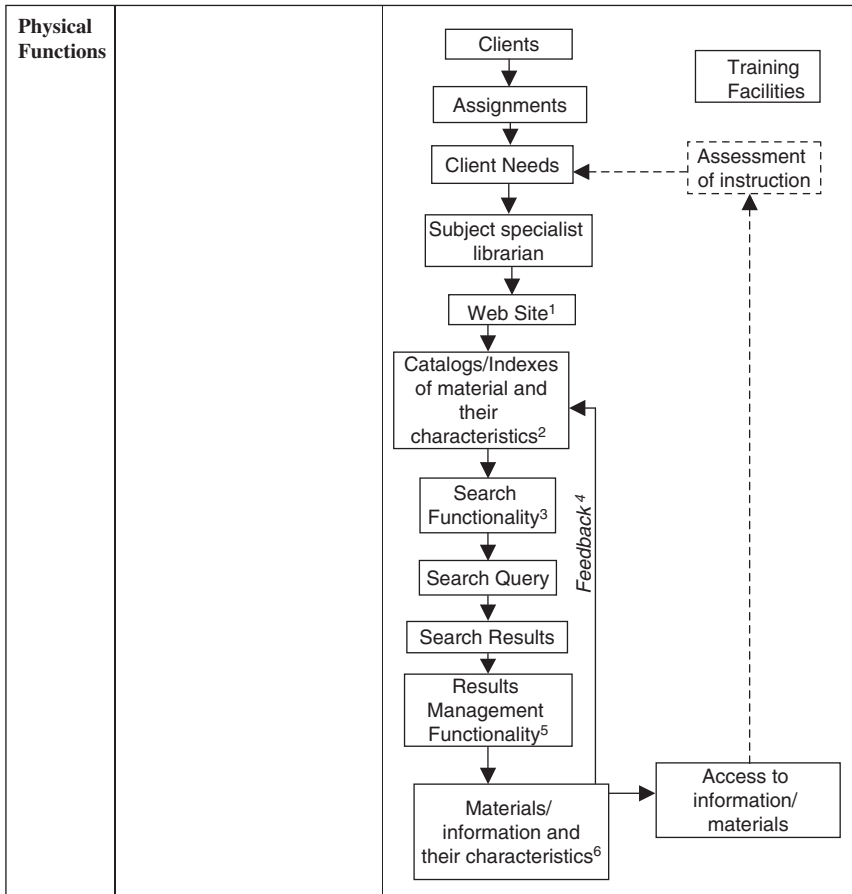 Physical
Functions
Clients
Training
Facilities
Assignments
Client Needs
Assessment
of instruction
Subject specialist
librarian
Web Site¹
Catalogs/Indexes
of material and
their
characteristics²
Search
Functionality³
Feedback⁴
Search Query
Search Results
Results
Management
Functionality⁵
Materials/
information and
their characteristics⁶
Access to
information/
materials